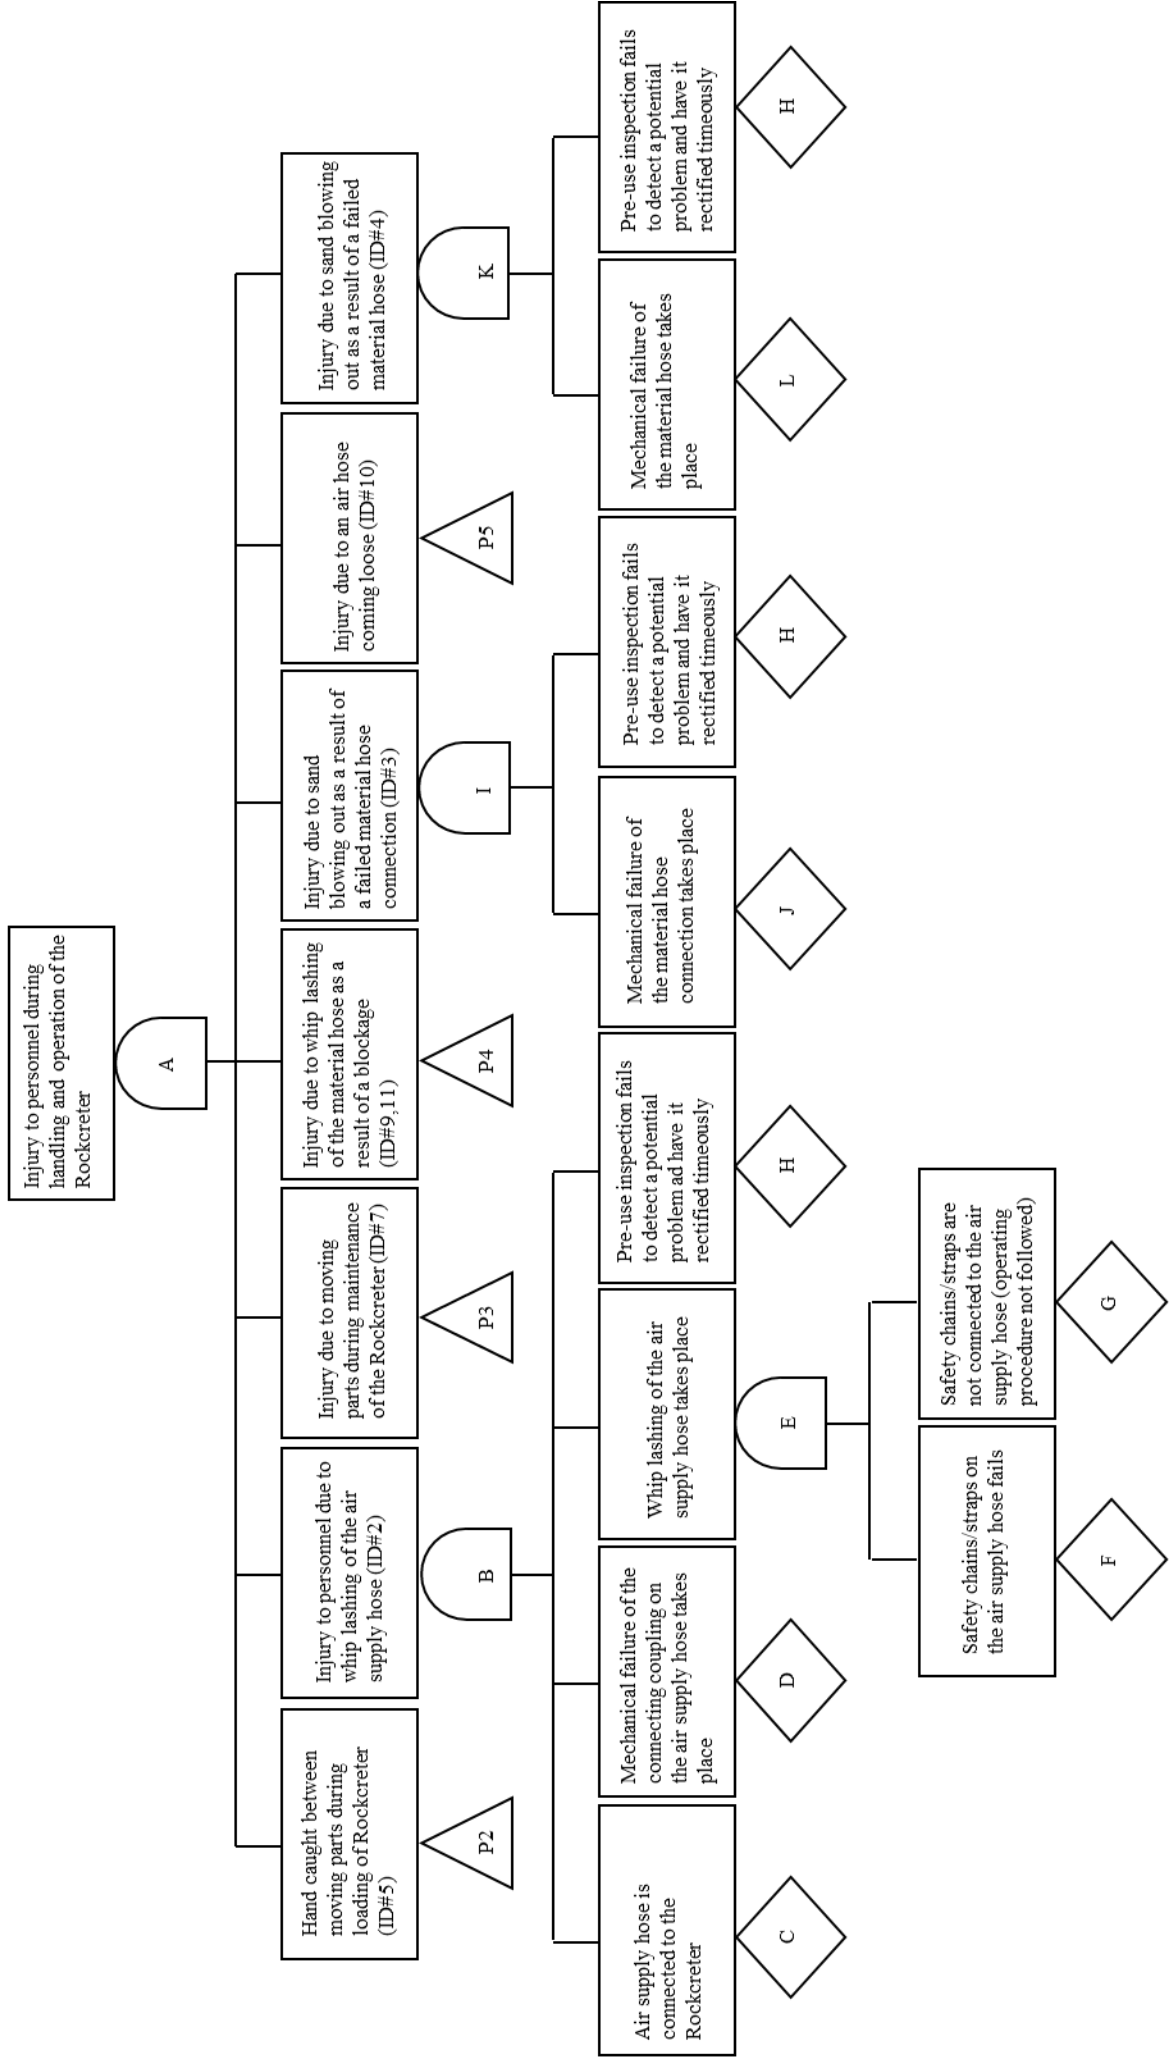 Injury to personnel during
handling and operation of the
Rockcreter
A
Hand caught between
moving parts during
loading of Rockcreter
(ID#5)
P2
Injury to personnel due to
whip lashing of the air
supply hose (ID#2)
B
Injury due to moving
parts during maintenance
of the Rockcreter (ID#7)
P3
Injury due to whip lashing
of the material hose as a
result of a blockage
(ID#9,11)
P4
Injury due to sand
blowing out as a result of
a failed material hose
connection (ID#3)
I
Injury due to an air hose
coming loose (ID#10)
P5
Injury due to sand blowing
out as a result of a failed
material hose (ID#4)
K
Air supply hose is
connected to the
Rockcreter
C
Mechanical failure of the
connecting coupling on
the air supply hose takes
place
D
Whip lashing of the air
supply hose takes place
E
Pre-use inspection fails
to detect a potential
problem ad have it
rectified timeously
H
Mechanical failure of
the material hose
connection takes place
J
Pre-use inspection fails
to detect a potential
problem and have it
rectified timeously
H
Mechanical failure of
the material hose takes
place
L
Pre-use inspection fails
to detect a potential
problem and have it
rectified timeously
H
Safety chains/straps on
the air supply hose fails
F
Safety chains/straps are
not connected to the air
supply hose (operating
procedure not followed)
G